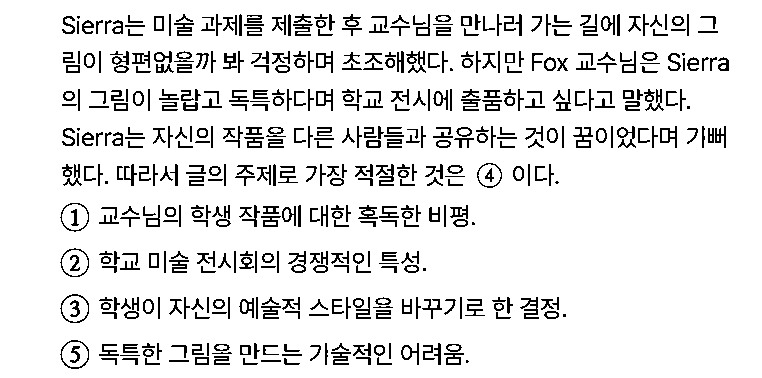 Sierra는 미술 과제를 제출한 후 교수님을 만나러 가는 길에 자신의 그
림이 형편없을까 봐 걱정하며 초조해했다. 하지만 Fox 교수님은 Sierra
의 그림이 놀랍고 독특하다며 학교 전시에 출품하고 싶다고 말했다.
Sierra는 자신의 작품을 다른 사람들과 공유하는 것이 꿈이었다며 기뻐
했다. 따라서 글의 주제로 가장 적절한 것은 ④ 이다.
① 교수님의 학생 작품에 대한 혹독한 비평.
② 학교 미술 전시회의 경쟁적인 특성.
③ 학생이 자신의 예술적 스타일을 바꾸기로 한 결정.
⑤ 독특한 그림을 만드는 기술적인 어려움.